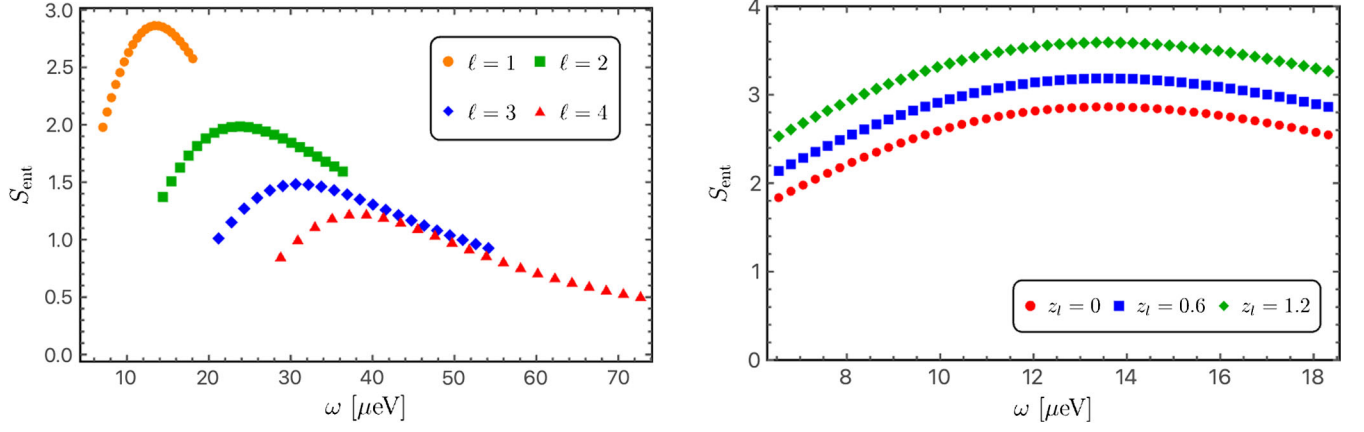 3.0
2.5
2.0
1.5
1.0
0.5
0.0
S_ent
ℓ = 1 ℓ = 2
ℓ = 3 ℓ = 4
10 20 30 40 50 60 70
ω [μeV]
4
3
2
1
0
S_ent
z_l = 0 z_l = 0.6 z_l = 1.2
8 10 12 14 16 18
ω [μeV]